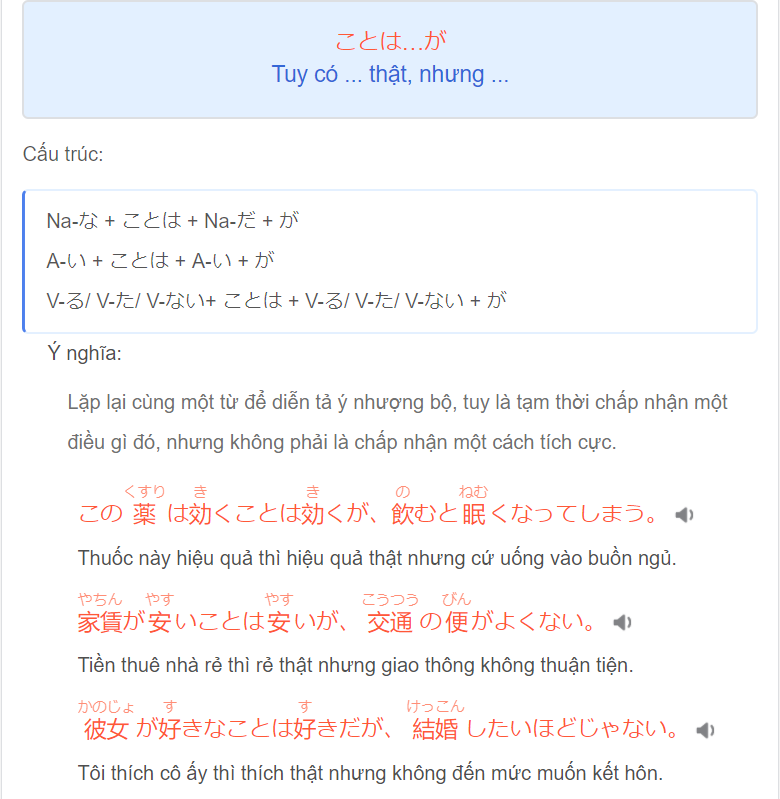 ことは…が
Tuy có ... thật, nhưng ...
Cấu trúc:
Na-な + ことは + Na-だ + が
A-い + ことは + A-い + が
V-る/ V-た/ V-ない+ ことは + V-る/ V-た/ V-ない + が
Ý nghĩa:
Lặp lại cùng một từ để diễn tả ý nhượng bộ, tuy là tạm thời chấp nhận một
điều gì đó, nhưng không phải là chấp nhận một cách tích cực.
くすり き き の ねむ
この薬は効くことは効くが、飲むと眠くなってしまう。
Thuốc này hiệu quả thì hiệu quả thật nhưng cứ uống vào buồn ngủ.
やちん やす やす こうつう びん
家賃が安いことは安いが、交通の便がよくない。
Tiền thuê nhà rẻ thì rẻ thật nhưng giao thông không thuận tiện.
かのじょ す す けっこん
彼女が好きなことは好きだが、結婚したいほどじゃない。
Tôi thích cô ấy thì thích thật nhưng không đến mức muốn kết hôn.